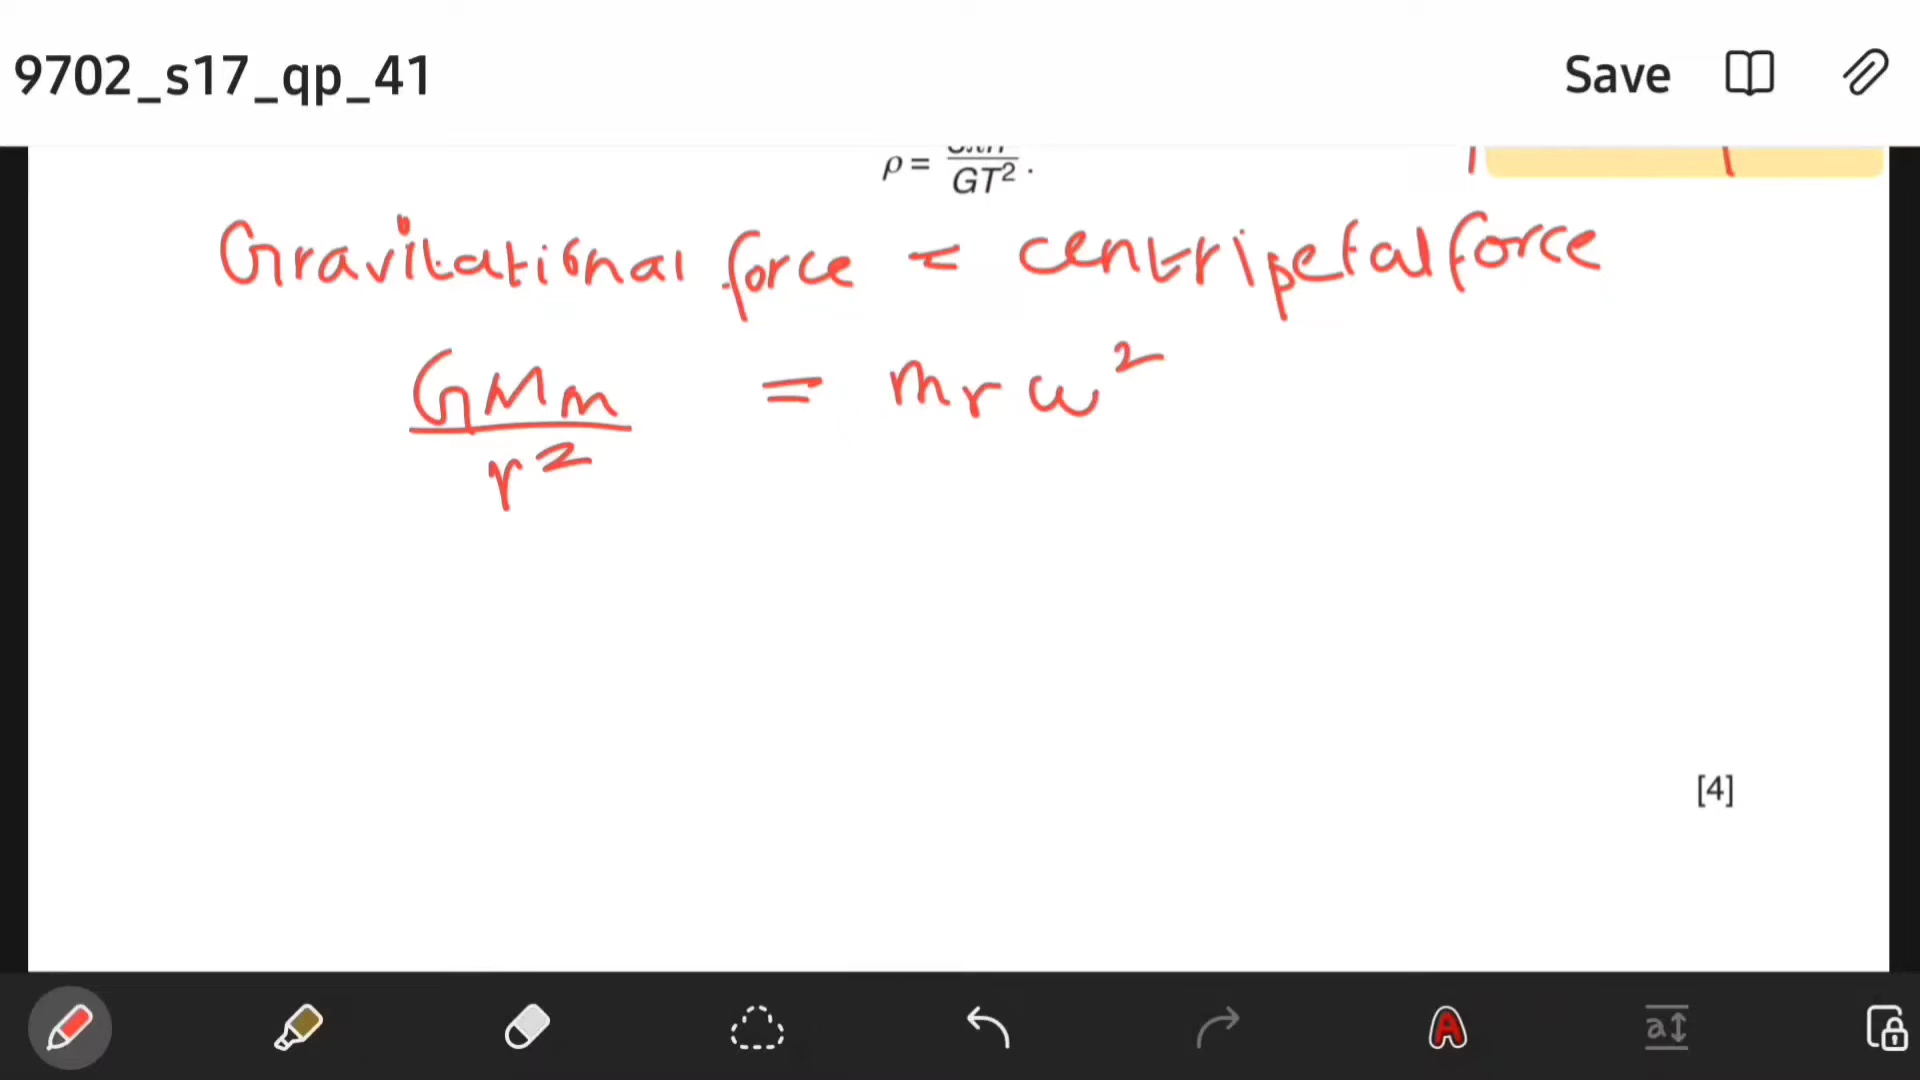 9702_s17_qp_41
Save
ρ = / GT² .
Gravitational force = centripetal force
GMm / r² = mrω²
[4]
A
a